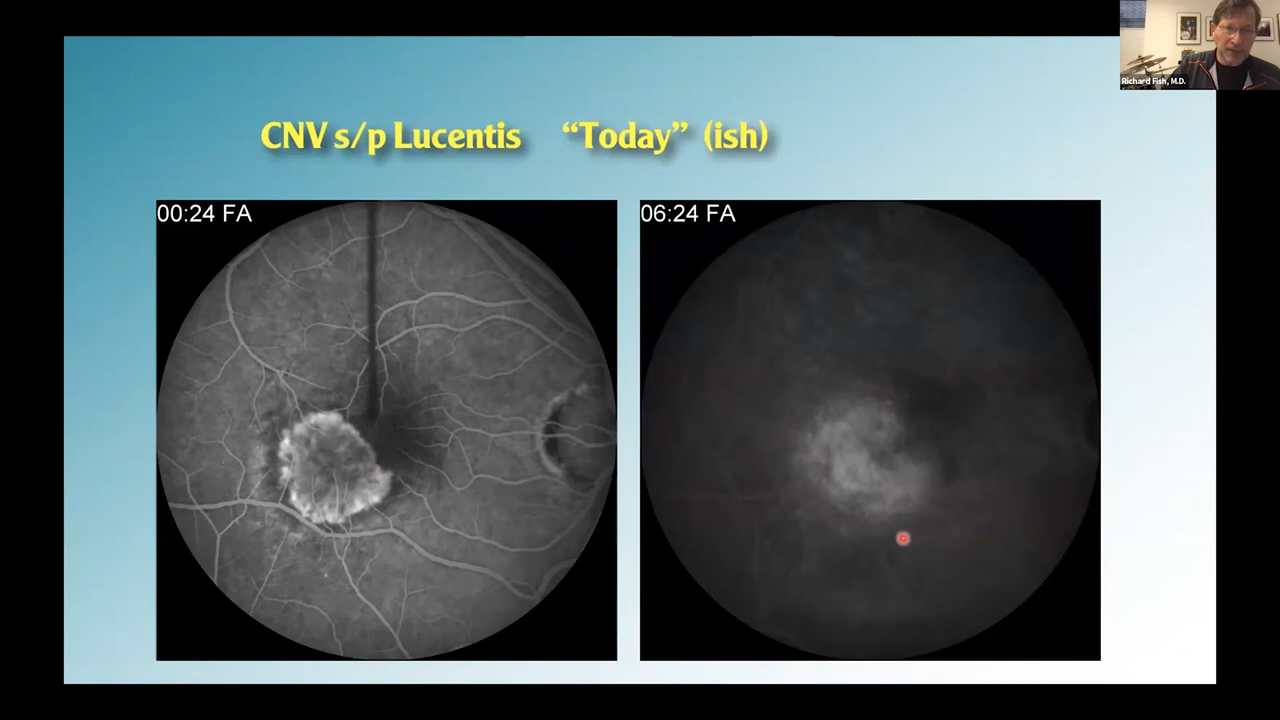 Richard Fish, M.D.
CNV s/p Lucentis “Today” (ish)
00:24 FA
06:24 FA